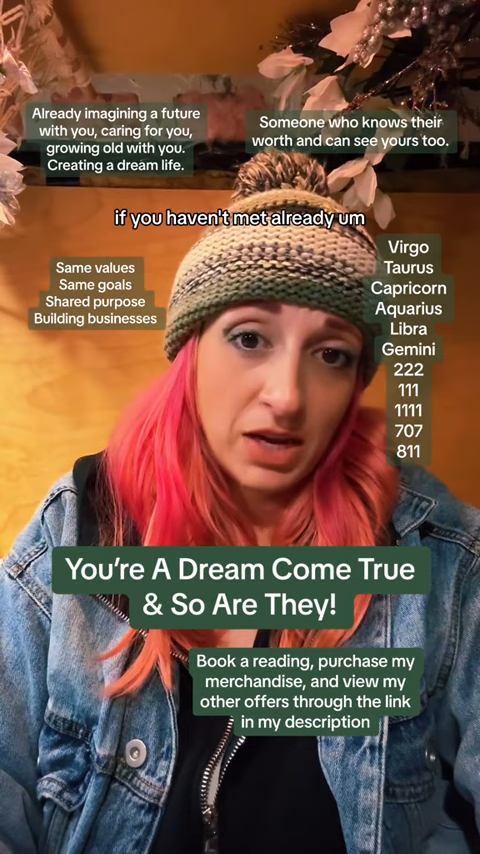 Already imagining a future
with you, caring for you,
growing old with you.
Creating a dream life.
Someone who knows their
worth and can see yours too.
if you haven't met already um
Same values
Same goals
Shared purpose
Building businesses
Virgo
Taurus
Capricorn
Aquarius
Libra
Gemini
222
111
1111
707
811
You're A Dream Come True
& So Are They!
Book a reading, purchase my
merchandise, and view my
other offers through the link
in my description